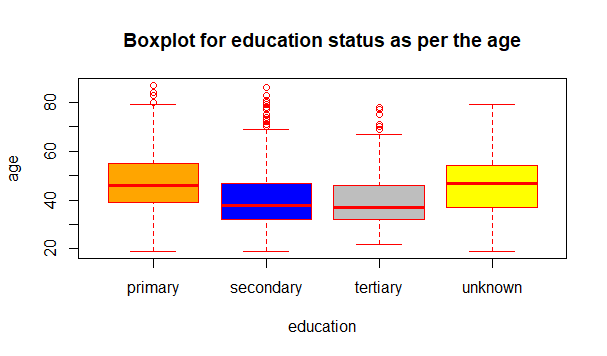 Boxplot for education status as per the age
age
80
60
40
20
primary secondary tertiary unknown
education